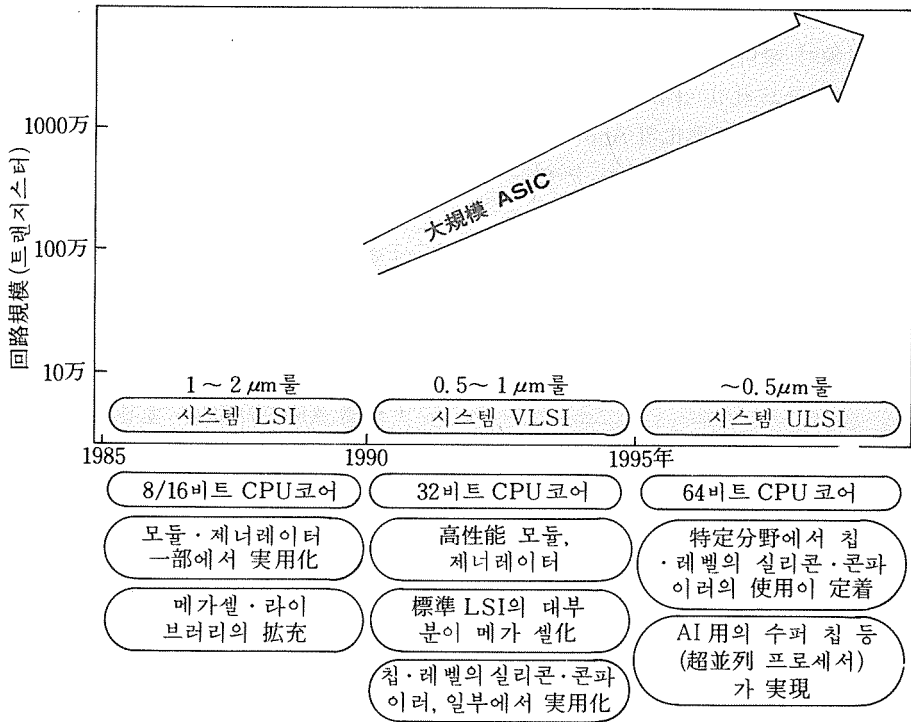 回路規模(트랜지스터)
1000万
100万
10万
大規模 ASIC
1～2 μm룰
0.5～1 μm룰
～0.5μm룰
시스템 LSI
시스템 VLSI
시스템 ULSI
1985
1990
1995年
8/16비트 CPU코어
모듈・제너레이터
一部에서 実用化
메가셀・라이
브러리의 拡充
32비트 CPU코어
高性能 모듈,
제너레이터
標準 LSI의 대부
분이 메가 셀化
칩・레벨의 실리콘・콘파
이러, 일부에서 実用化
64비트 CPU코어
特定分野에서 칩
・레벨의 실리콘・콘파
이러의 使用이 定着
AI用의 수퍼 칩 등
(超並列 프로세서)
가 実現